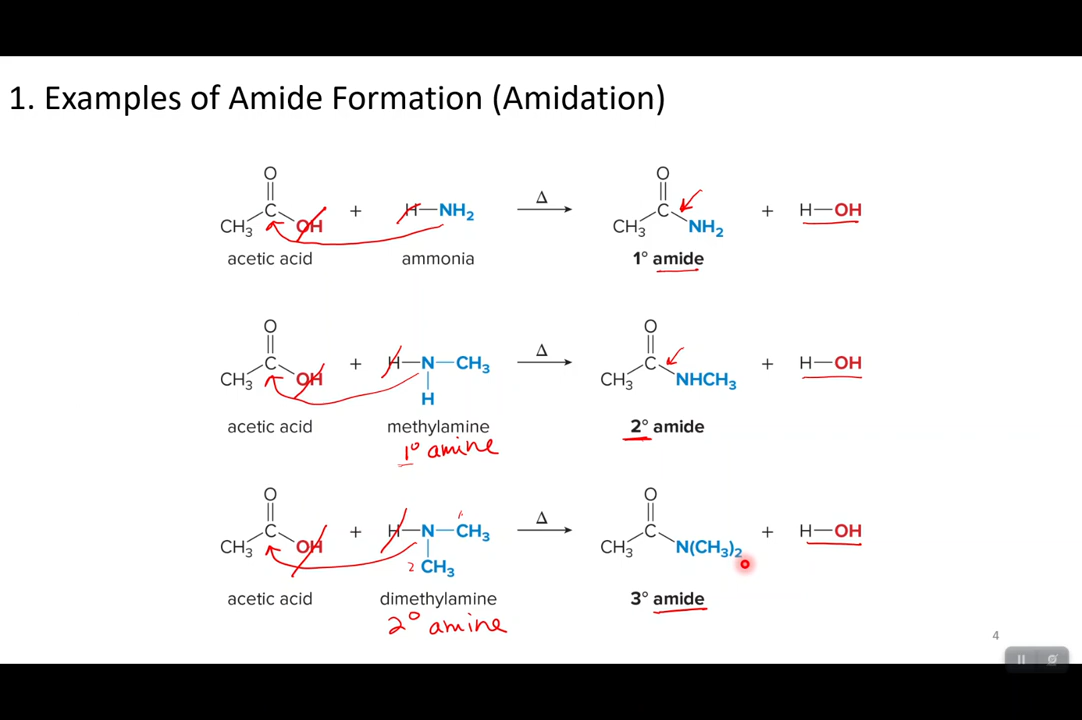 1. Examples of Amide Formation (Amidation)
O
||
CH₃ C OH + H—NH₂ Δ → O || CH₃ C NH₂ + H—OH
acetic acid ammonia 1° amide
O
||
CH₃ C OH + H—N—CH₃ Δ → O || CH₃ C NHCH₃ + H—OH
H
acetic acid methylamine 2° amide
1° amine
O
||
CH₃ C OH + H—N—CH₃ Δ → O || CH₃ C N(CH₃)₂ + H—OH
2 CH₃
acetic acid dimethylamine 3° amide
2° amine
4